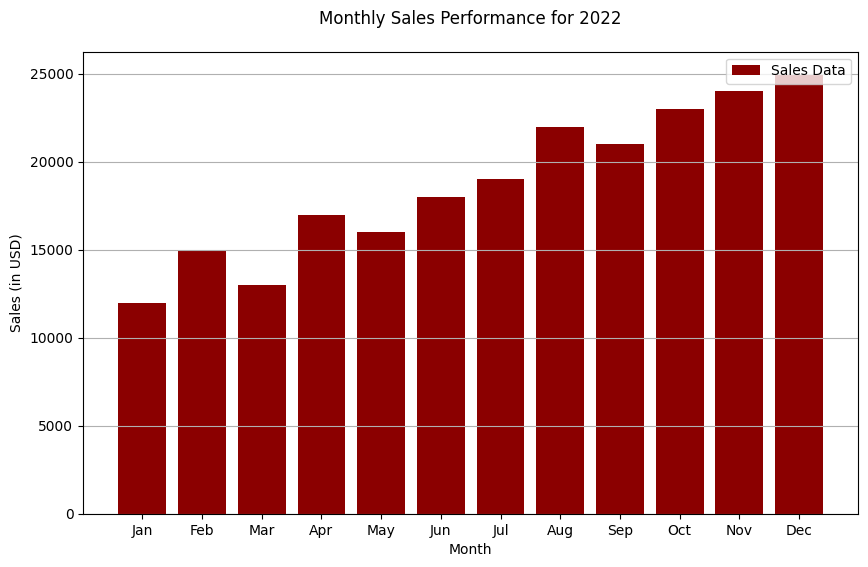 Monthly Sales Performance for 2022
Sales Data
25000
20000
15000
10000
5000
0
Sales (in USD)
Jan Feb Mar Apr May Jun Jul Aug Sep Oct Nov Dec
Month